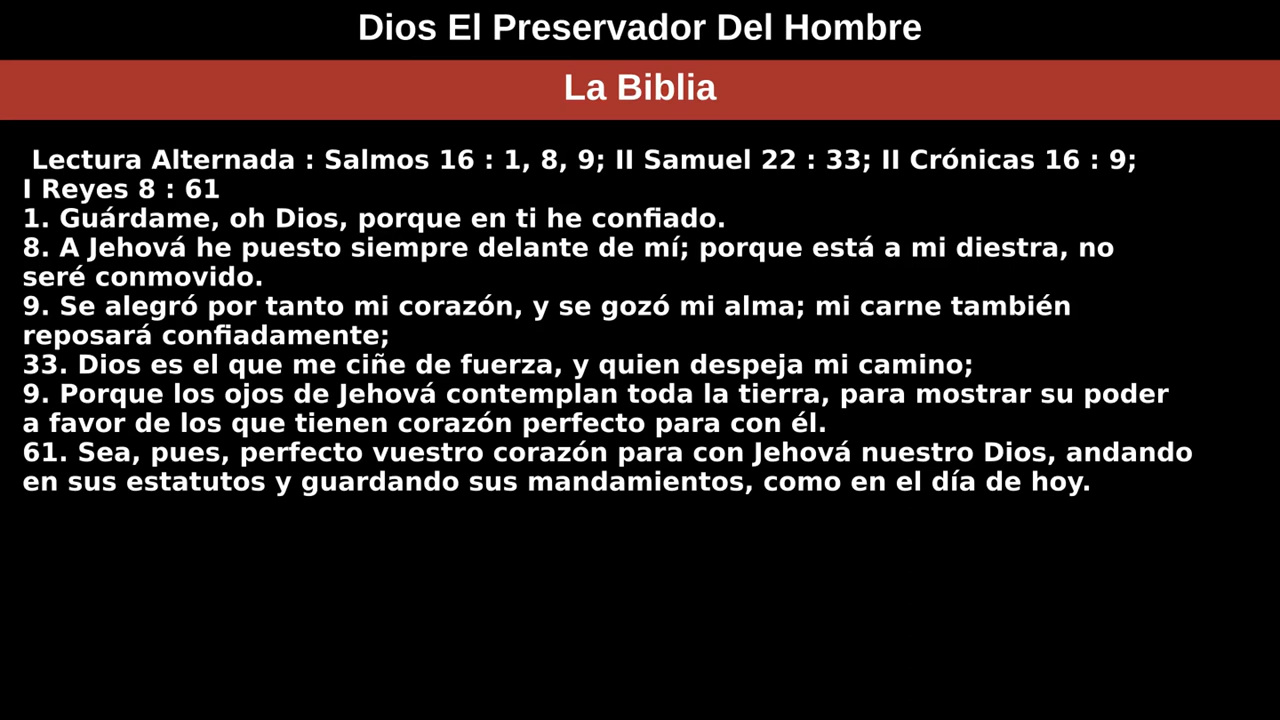 Dios El Preservador Del Hombre
La Biblia
Lectura Alternada : Salmos 16 : 1, 8, 9; II Samuel 22 : 33; II Crónicas 16 : 9;
I Reyes 8 : 61
1. Guárdame, oh Dios, porque en ti he confiado.
8. A Jehová he puesto siempre delante de mí; porque está a mi diestra, no
seré conmovido.
9. Se alegró por tanto mi corazón, y se gozó mi alma; mi carne también
reposará confiadamente;
33. Dios es el que me ciñe de fuerza, y quien despeja mi camino;
9. Porque los ojos de Jehová contemplan toda la tierra, para mostrar su poder
a favor de los que tienen corazón perfecto para con él.
61. Sea, pues, perfecto vuestro corazón para con Jehová nuestro Dios, andando
en sus estatutos y guardando sus mandamientos, como en el día de hoy.